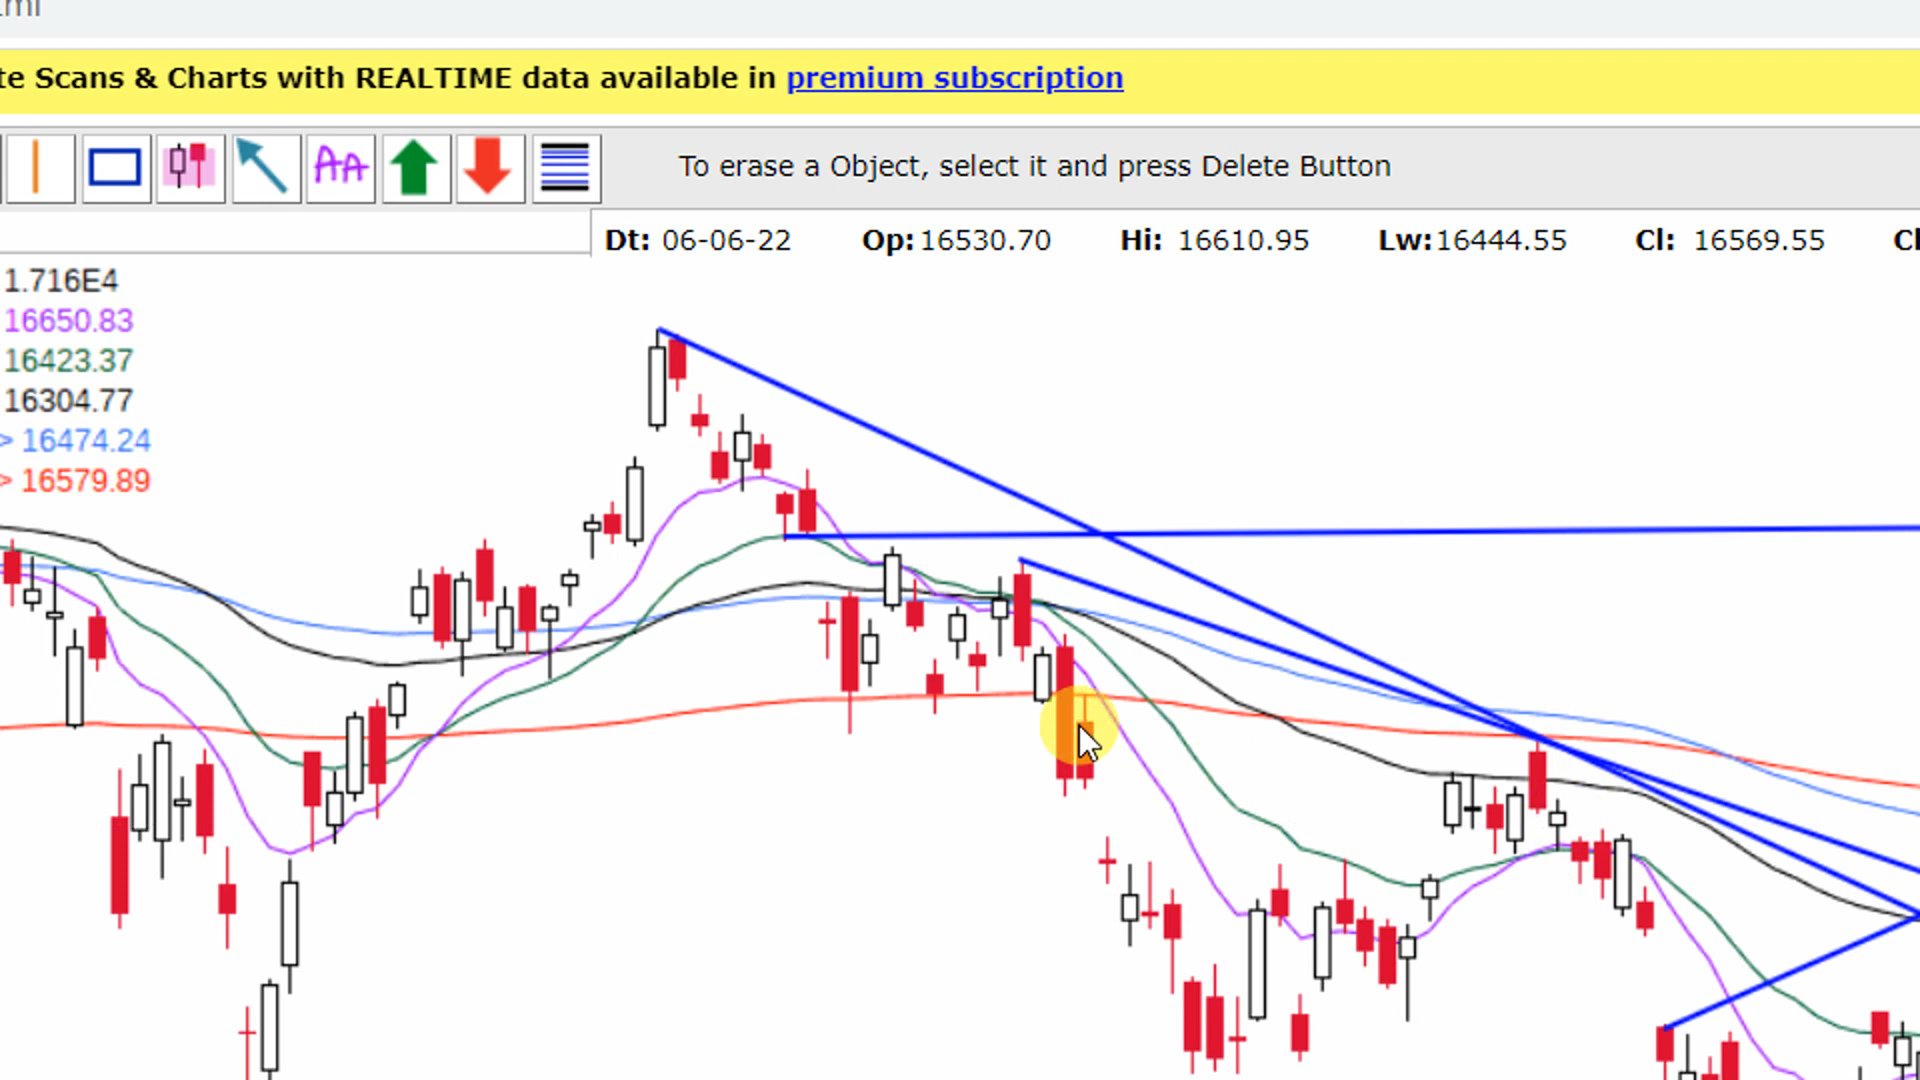 te Scans & Charts with REALTIME data available in premium subscription
AA
To erase a Object, select it and press Delete Button
Dt: 06-06-22 Op: 16530.70 Hi: 16610.95 Lw: 16444.55 Cl: 16569.55
1.716E4
16650.83
16423.37
16304.77
> 16474.24
> 16579.89